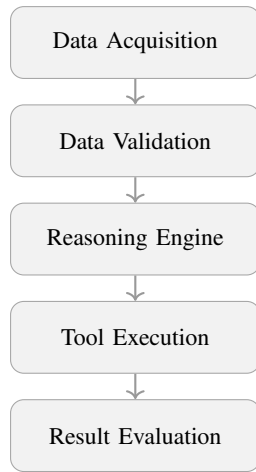 Data Acquisition
Data Validation
Reasoning Engine
Tool Execution
Result Evaluation